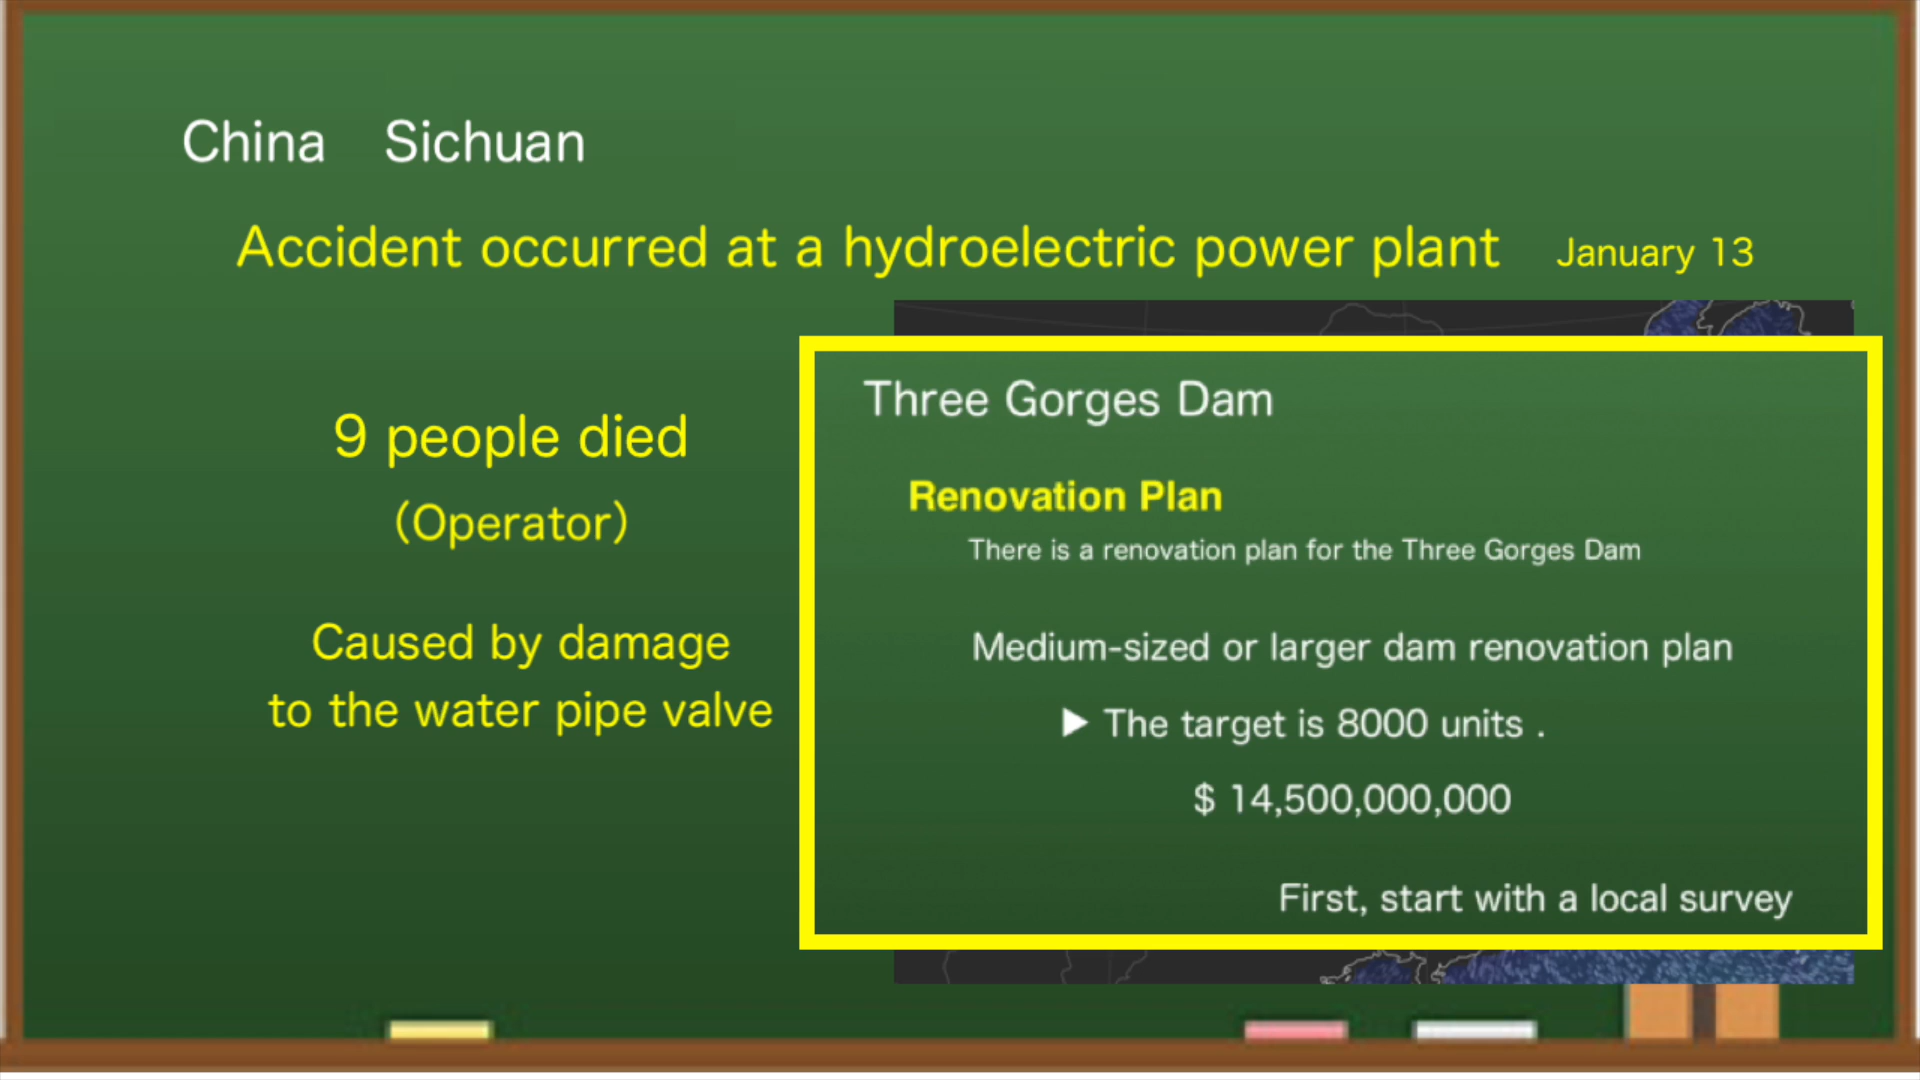 China Sichuan
Accident occurred at a hydroelectric power plant January 13
9 people died
(Operator)
Caused by damage
to the water pipe valve
Three Gorges Dam
Renovation Plan
There is a renovation plan for the Three Gorges Dam
Medium-sized or larger dam renovation plan
▶ The target is 8000 units .
$ 14,500,000,000
First, start with a local survey